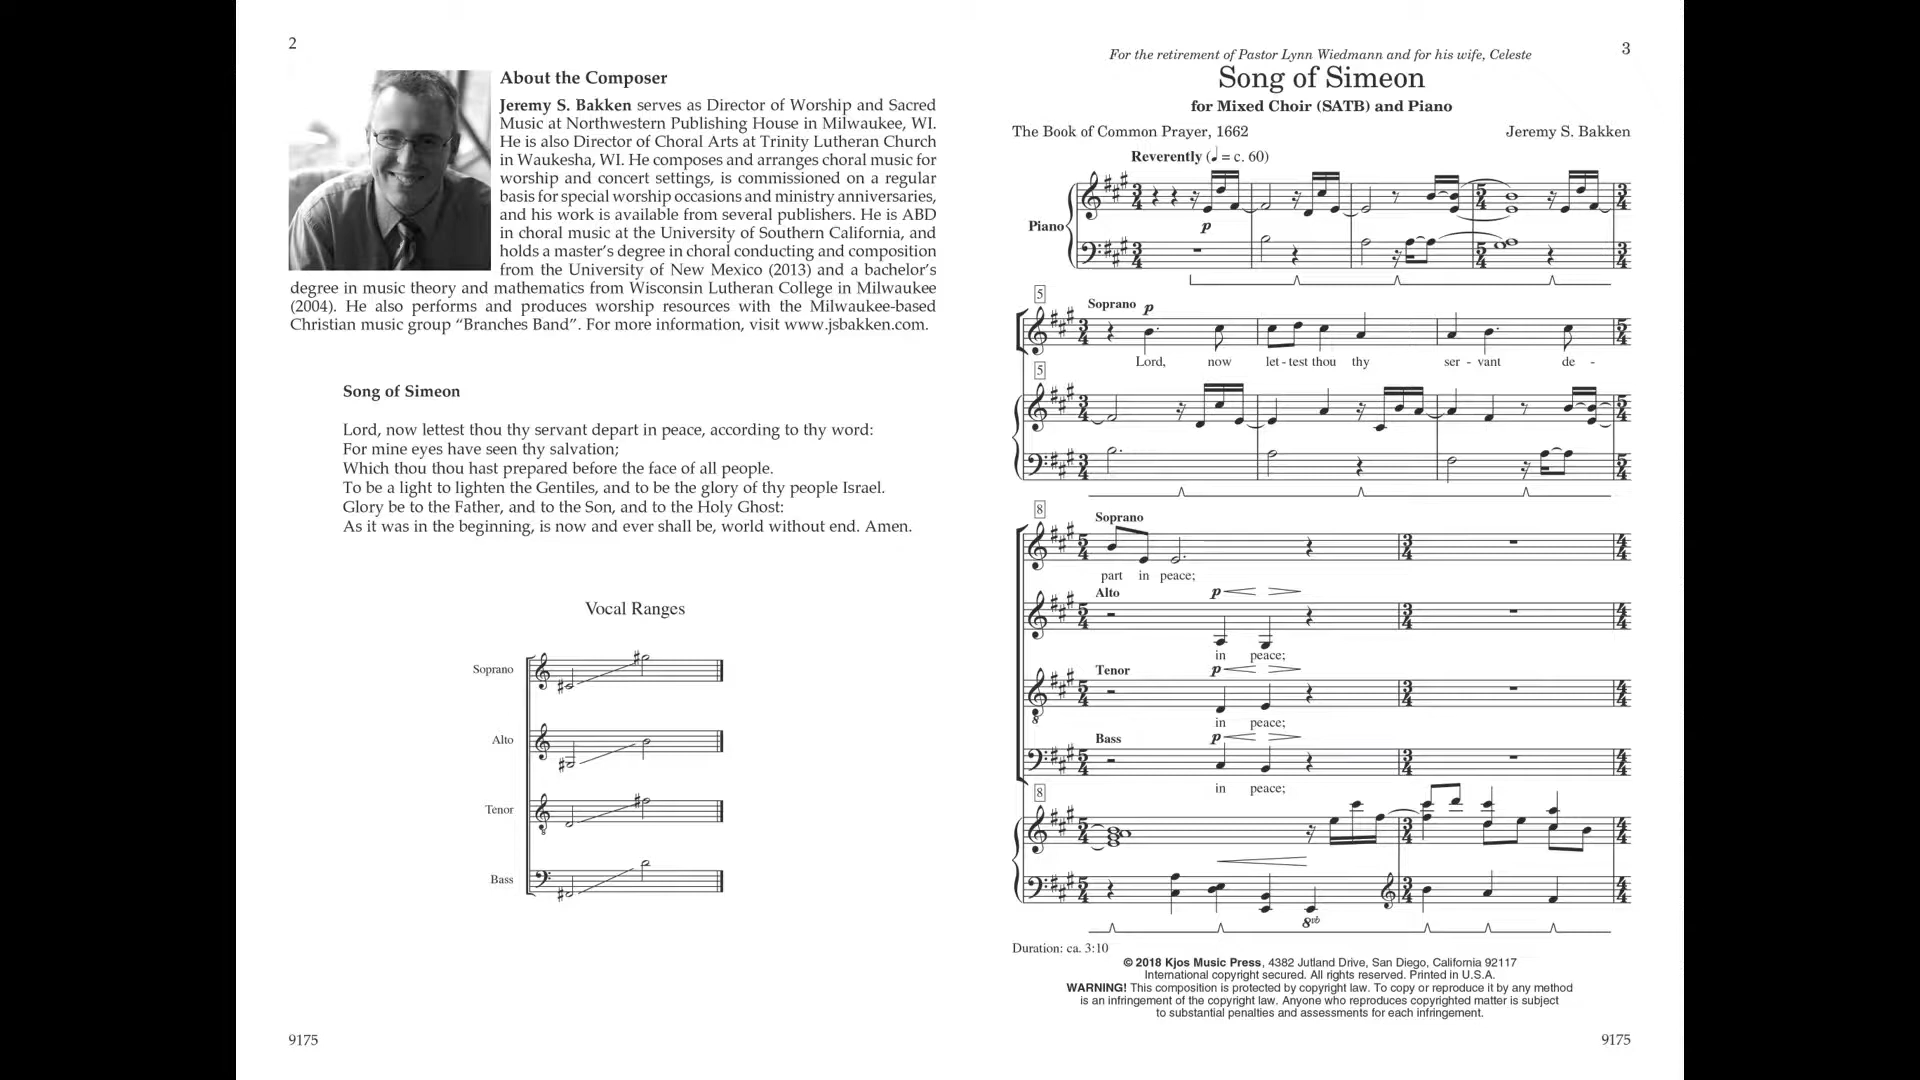 2
About the Composer
Jeremy S. Bakken serves as Director of Worship and Sacred
Music at Northwestern Publishing House in Milwaukee, WI.
He is also Director of Choral Arts at Trinity Lutheran Church
in Waukesha, WI. He composes and arranges choral music for
worship and concert settings, is commissioned on a regular
basis for special worship occasions and ministry anniversaries,
and his work is available from several publishers. He is ABD
in choral music at the University of Southern California, and
holds a master's degree in choral conducting and composition
from the University of New Mexico (2013) and a bachelor's
degree in music theory and mathematics from Wisconsin Lutheran College in Milwaukee
(2004). He also performs and produces worship resources with the Milwaukee-based
Christian music group “Branches Band”. For more information, visit www.jsbakken.com.
Song of Simeon
Lord, now lettest thou thy servant depart in peace, according to thy word:
For mine eyes have seen thy salvation;
Which thou thou hast prepared before the face of all people.
To be a light to lighten the Gentiles, and to be the glory of thy people Israel.
Glory be to the Father, and to the Son, and to the Holy Ghost:
As it was in the beginning, is now and ever shall be, world without end. Amen.
Vocal Ranges
Soprano
8
Alto
Tenor
Bass
9175
3
For the retirement of Pastor Lynn Wiedmann and for his wife, Celeste
Song of Simeon
for Mixed Choir (SATB) and Piano
The Book of Common Prayer, 1662
Jeremy S. Bakken
Reverently (♩ = c. 60)
Piano
p
5
Soprano p
Lord, now let - test thou thy ser - vant de -
5
8
Soprano
part in peace;
Alto p
in peace;
Tenor p
in peace;
Bass p
in peace;
8
8vb
Duration: ca. 3:10
© 2018 Kjos Music Press, 4382 Jutland Drive, San Diego, California 92117
International copyright secured. All rights reserved. Printed in U.S.A.
WARNING! This composition is protected by copyright law. To copy or reproduce it by any method
is an infringement of the copyright law. Anyone who reproduces copyrighted matter is subject
to substantial penalties and assessments for each infringement.
9175